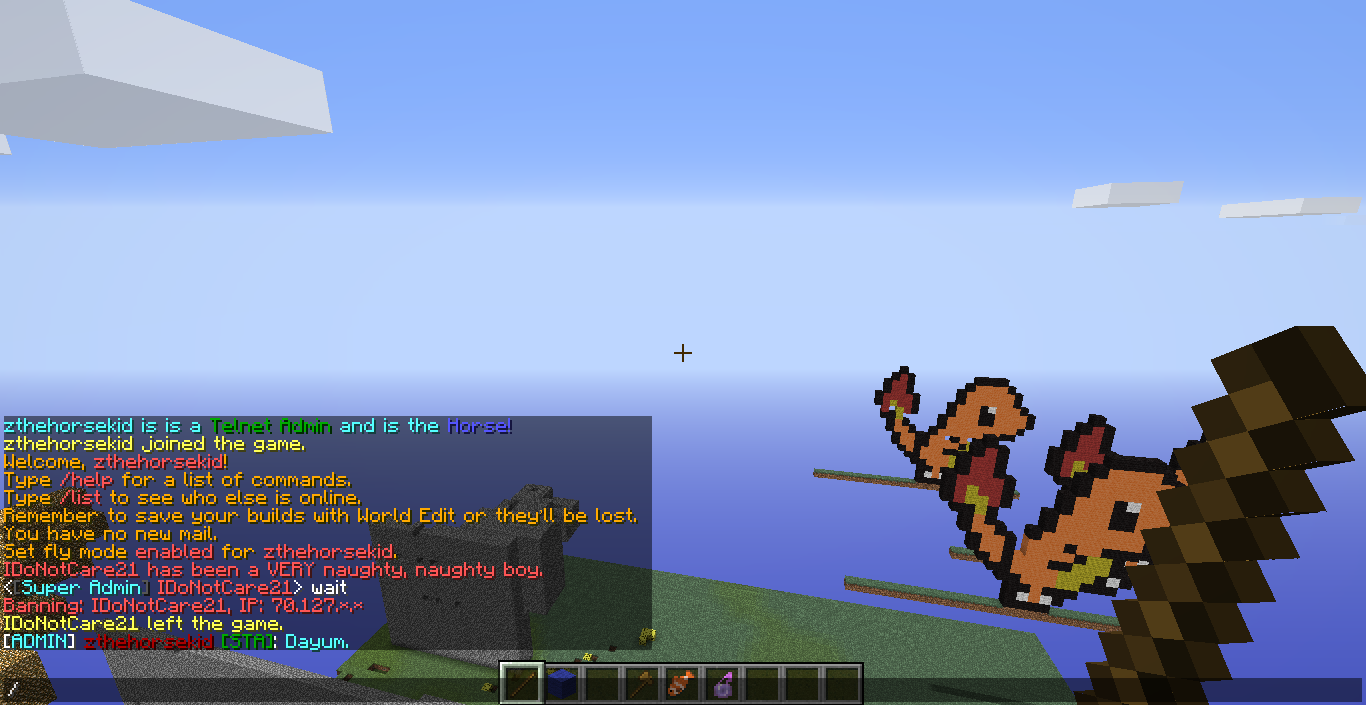 zthehorsekid is is a Telnet Admin and is the Horse!
zthehorsekid joined the game.
Welcome, zthehorsekid!
Type /help for a list of commands.
Type /list to see who else is online.
Remember to save your builds with World Edit or they'll be lost.
You have no new mail.
Set fly mode enabled for zthehorsekid.
IDoNotCare21 has been a VERY naughty, naughty boy.
<[Super Admin] IDoNotCare21> wait
Banning: IDoNotCare21, IP: 70.127.*.*
IDoNotCare21 left the game.
[ADMIN] zthehorsekid [STA]: Dayum.
/